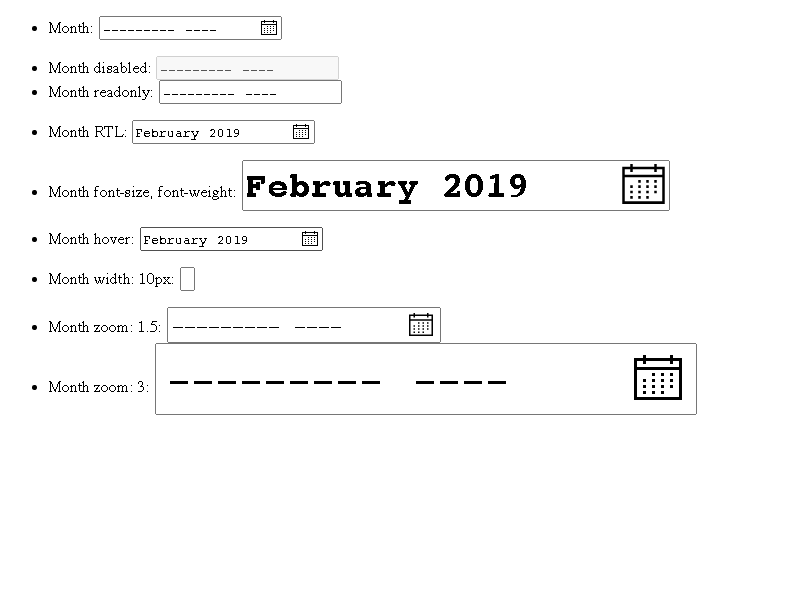 Month: --------- ----
Month disabled: --------- ----
Month readonly: --------- ----
Month RTL: February 2019
Month font-size, font-weight: February 2019
Month hover: February 2019
Month width: 10px:
Month zoom: 1.5: --------- ----
Month zoom: 3: --------- ----